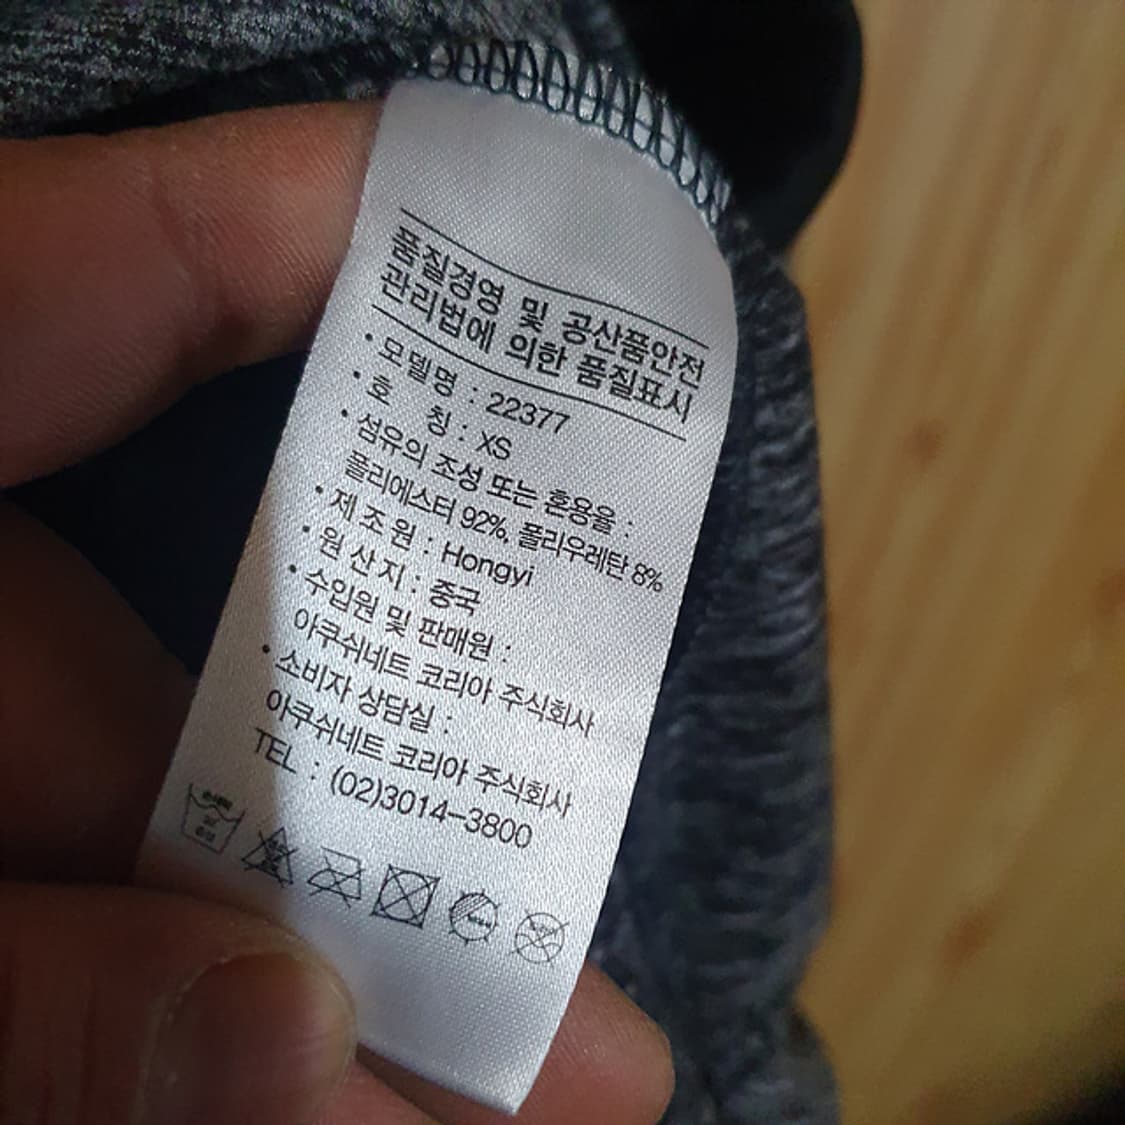 품질경영 및 공산품안전
관리법에 의한 품질표시
· 모델명 : 22377
· 호 칭 : XS
· 섬유의 조성 또는 혼용율 :
폴리에스터 92%, 폴리우레탄 8%
· 제 조 원 : Hongyi
· 원 산 지 : 중국
· 수입원 및 판매원 :
아쿠쉬네트 코리아 주식회사
· 소비자 상담실 :
아쿠쉬네트 코리아 주식회사
TEL : (02)3014-3800
손세탁